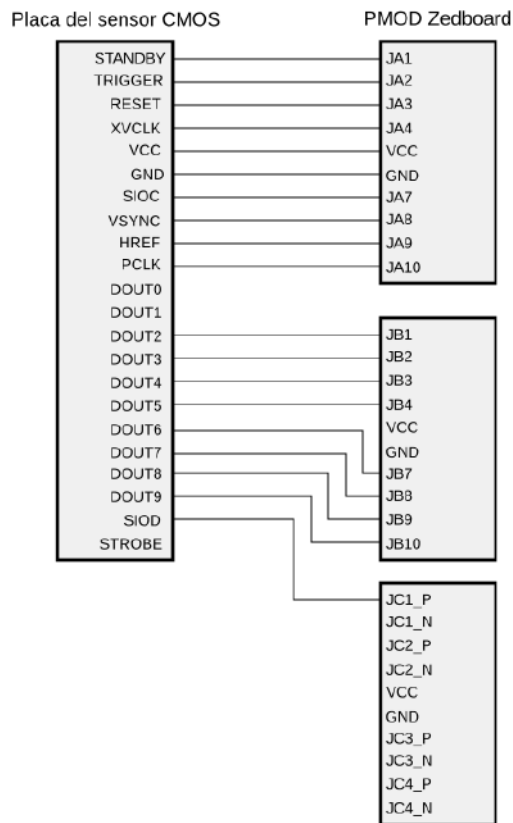 Placa del sensor CMOS
PMOD Zedboard
STANDBY
TRIGGER
RESET
XVCLK
VCC
GND
SIOC
VSYNC
HREF
PCLK
DOUT0
DOUT1
DOUT2
DOUT3
DOUT4
DOUT5
DOUT6
DOUT7
DOUT8
DOUT9
SIOD
STROBE
JA1
JA2
JA3
JA4
VCC
GND
JA7
JA8
JA9
JA10
JB1
JB2
JB3
JB4
VCC
GND
JB7
JB8
JB9
JB10
JC1_P
JC1_N
JC2_P
JC2_N
VCC
GND
JC3_P
JC3_N
JC4_P
JC4_N